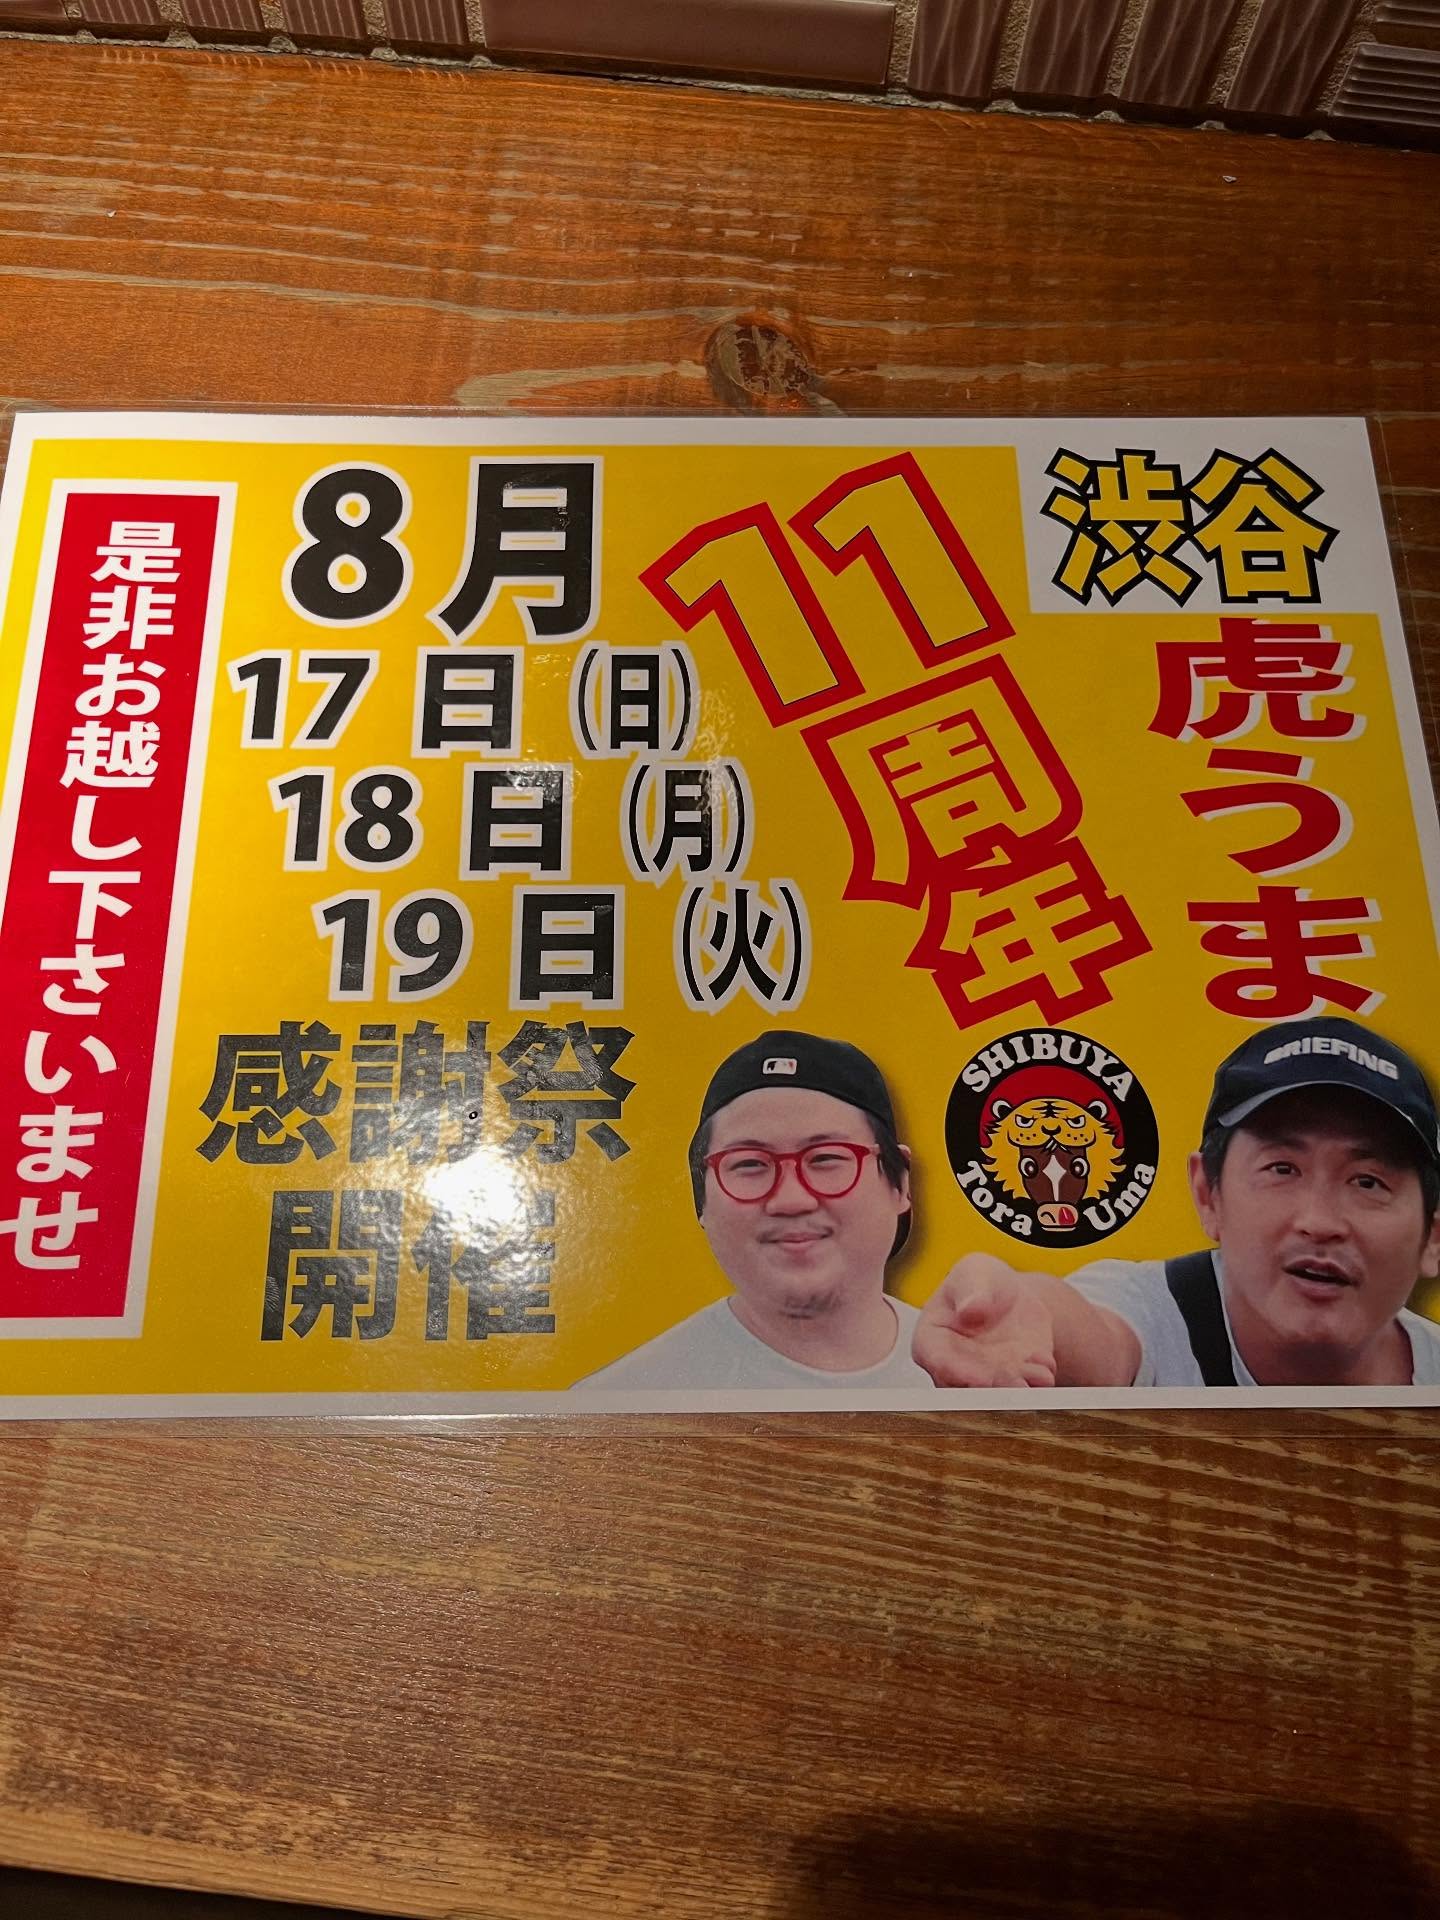 渋谷
虎うま
11周年
8月
17日(日)
18日(月)
19日(火)
感謝祭
開催
是非お越し下さいませ
SHIBUYA
Tora Uma
BRIEFING